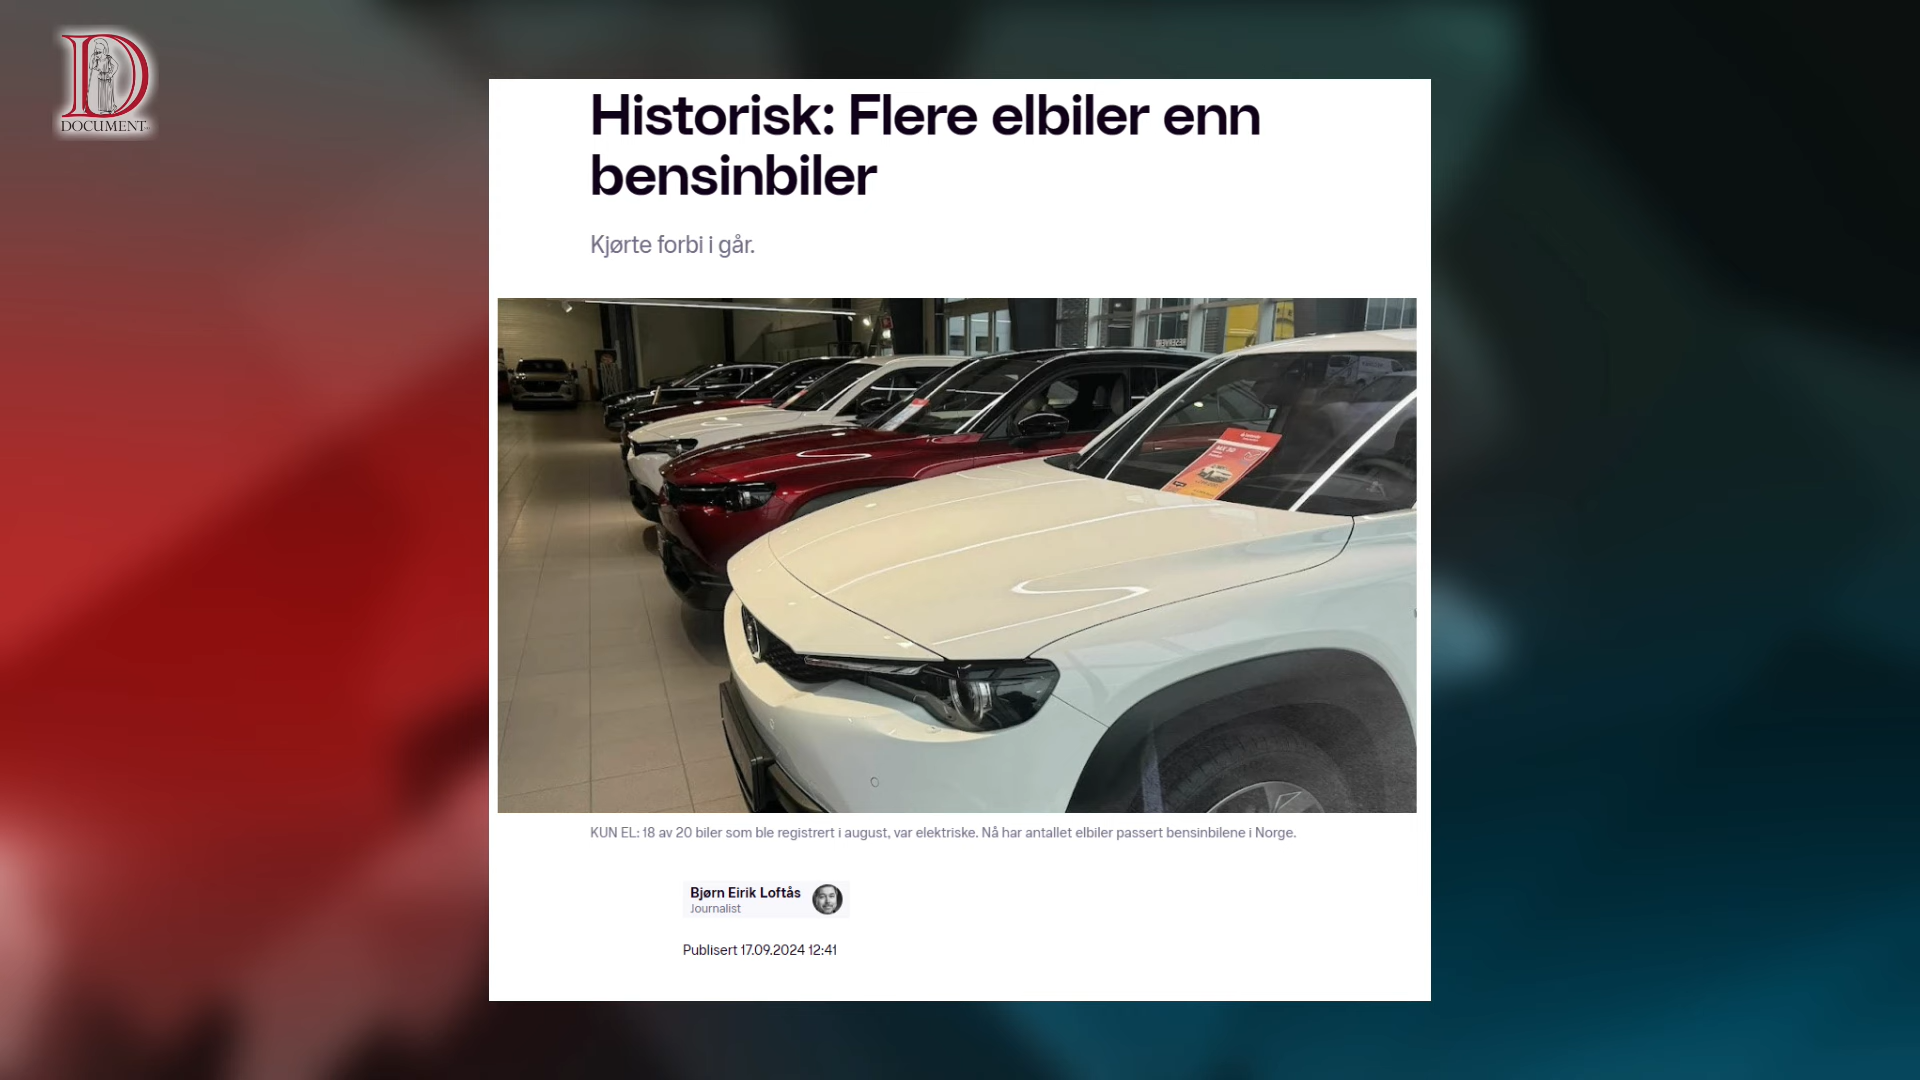 DOCUMENT
Historisk: Flere elbiler enn
bensinbiler
Kjørte forbi i går.
KUN EL: 18 av 20 biler som ble registrert i august, var elektriske. Nå har antallet elbiler passert bensinbilene i Norge.
Bjørn Eirik Loftås
Journalist
Publisert 17.09.2024 12:41